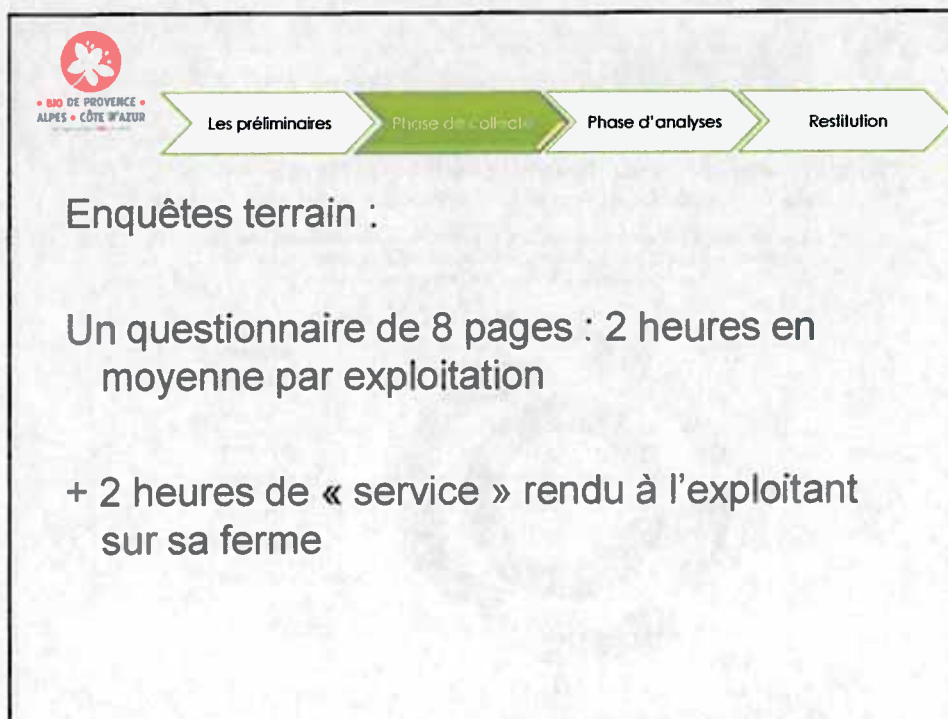 • BIO DE PROVENCE •
ALPES • CÔTE D'AZUR
Les préliminaires
Phase de collecte
Phase d'analyses
Restitution
Enquêtes terrain :
Un questionnaire de 8 pages : 2 heures en
moyenne par exploitation
+ 2 heures de « service » rendu à l'exploitant
sur sa ferme